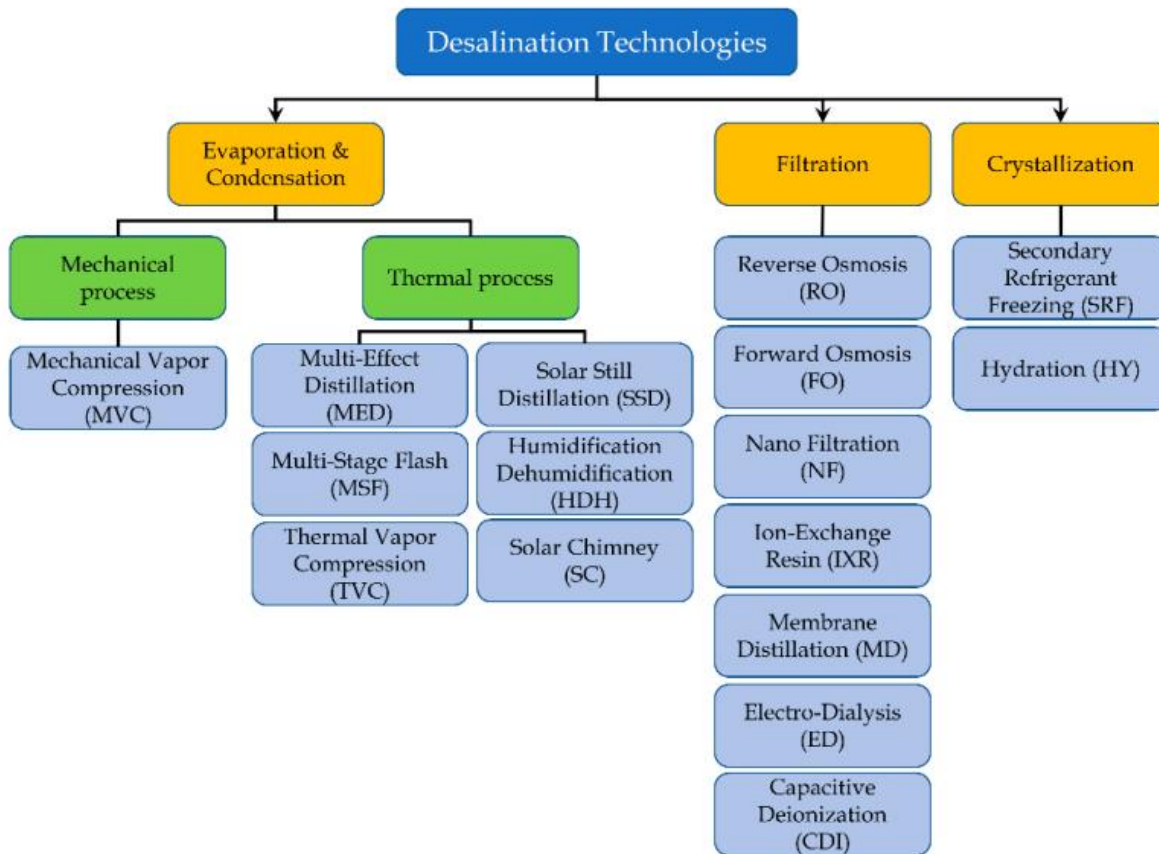 Desalination Technologies
Evaporation &
Condensation
Filtration
Crystallization
Mechanical
process
Thermal process
Mechanical Vapor
Compression
(MVC)
Multi-Effect
Distillation
(MED)
Multi-Stage Flash
(MSF)
Thermal Vapor
Compression
(TVC)
Solar Still
Distillation (SSD)
Humidification
Dehumidification
(HDH)
Solar Chimney
(SC)
Reverse Osmosis
(RO)
Forward Osmosis
(FO)
Nano Filtration
(NF)
Ion-Exchange
Resin (IXR)
Membrane
Distillation (MD)
Electro-Dialysis
(ED)
Capacitive
Deionization
(CDI)
Secondary
Refrigerant
Freezing (SRF)
Hydration (HY)